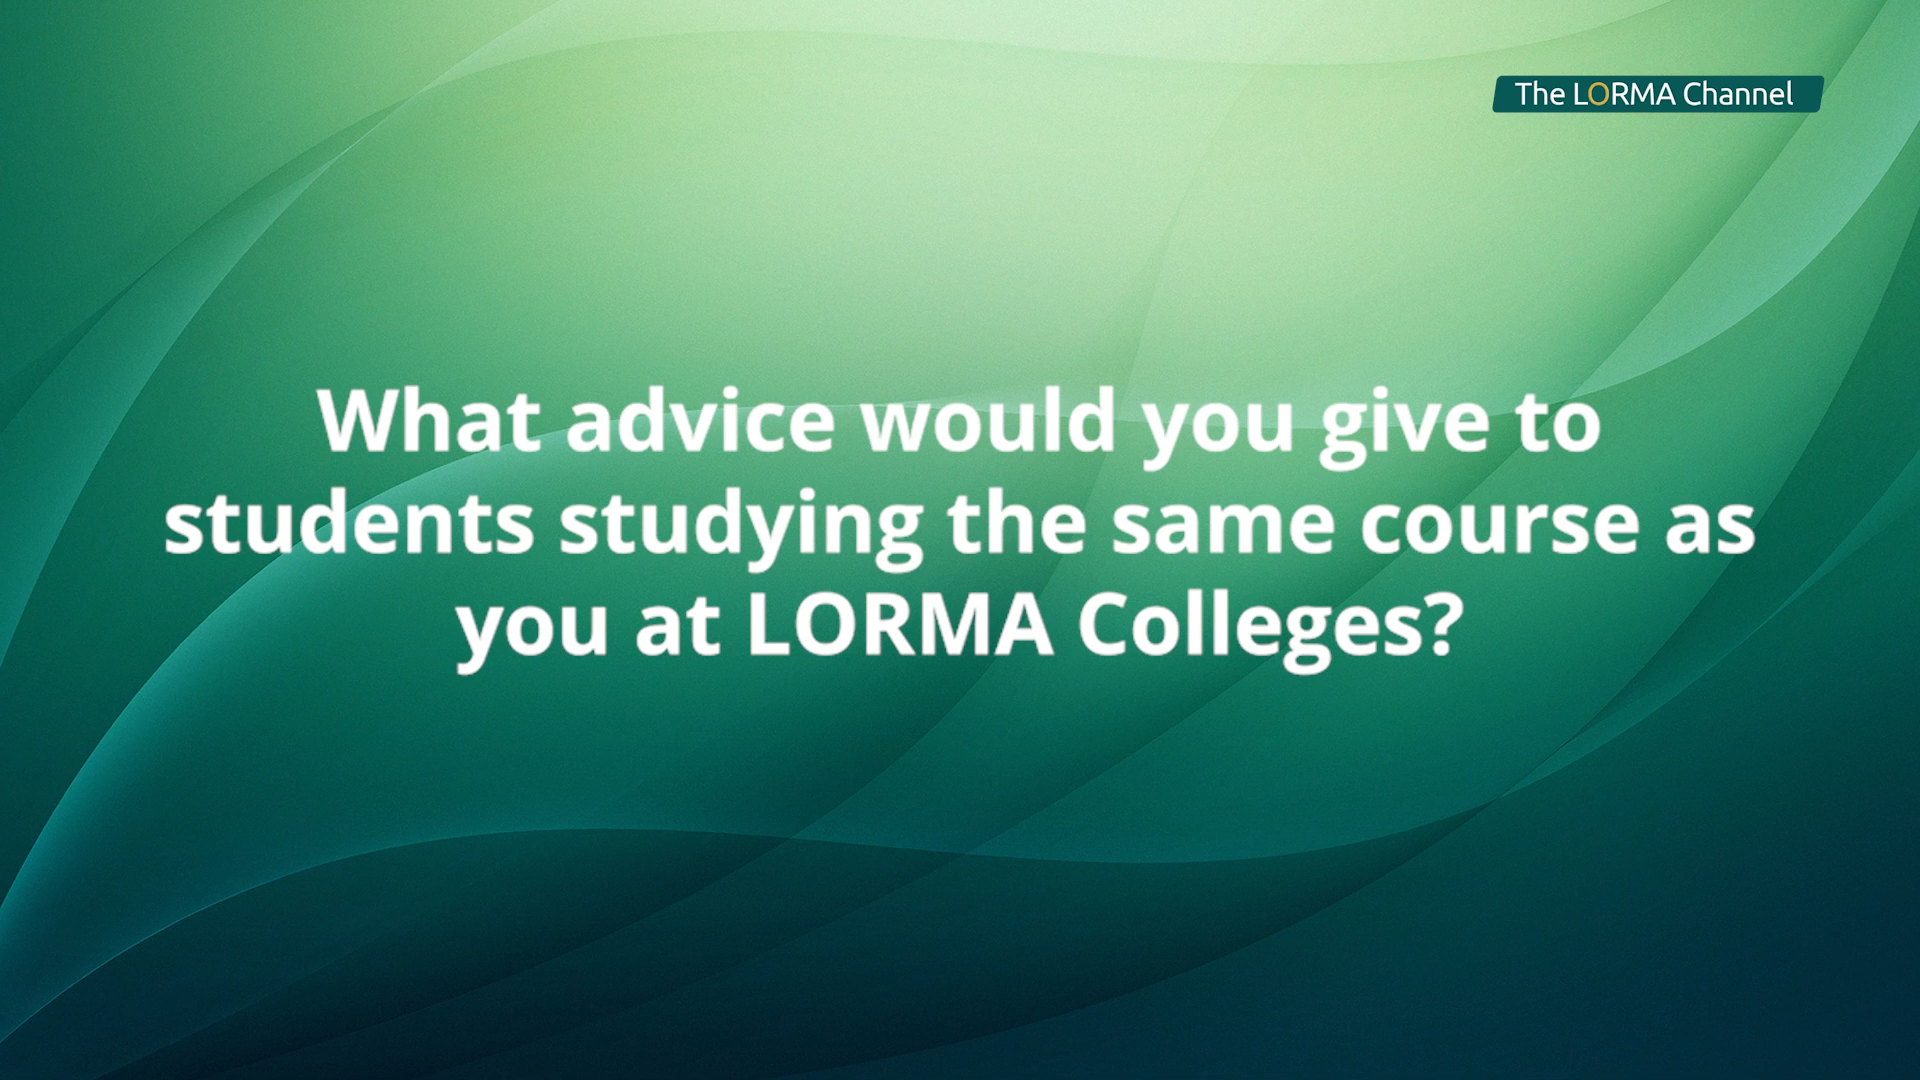 The LORMA Channel
What advice would you give to
students studying the same course as
you at LORMA Colleges?